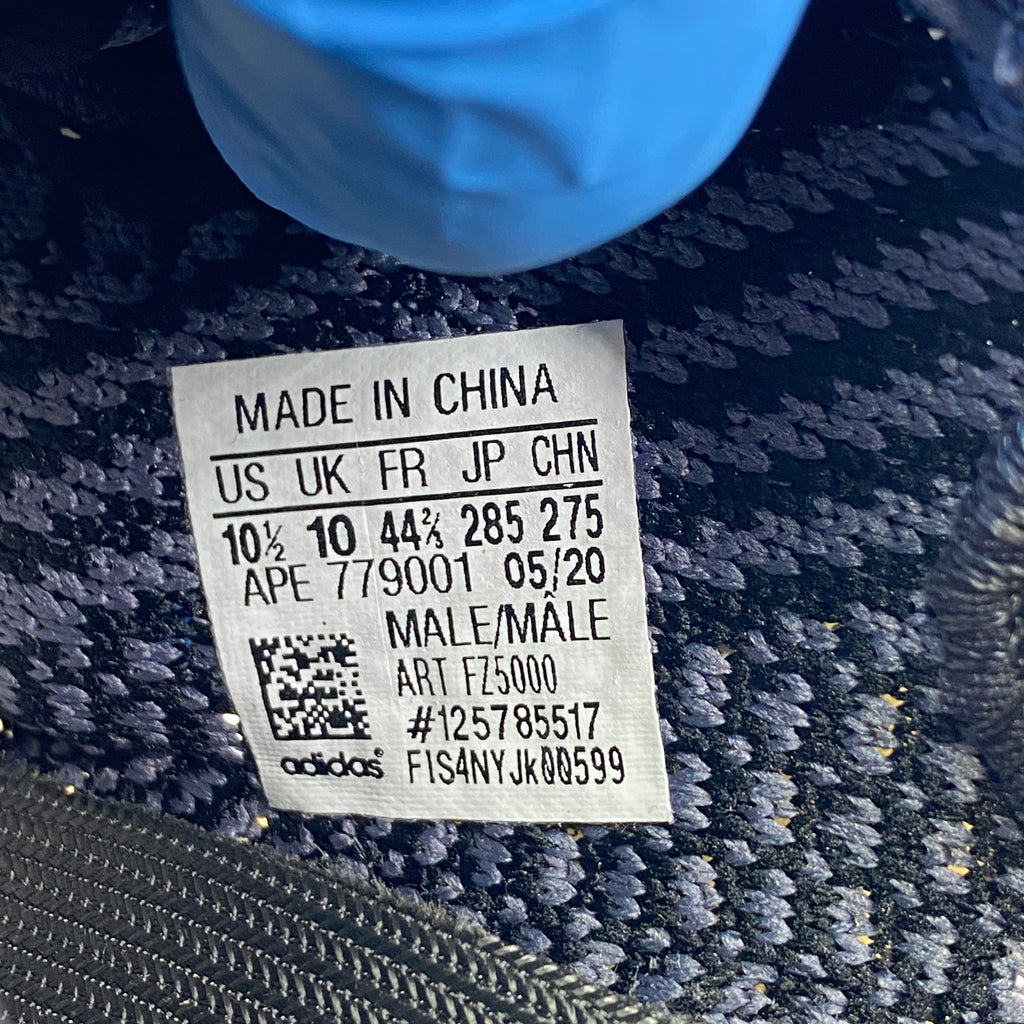 MADE IN CHINA
US UK FR JP CHN
10½ 10 44⅔ 285 275
APE 779001 05/20
MALE/MÂLE
ART FZ5000
#125785517
adidas® F1S4NYJk00599